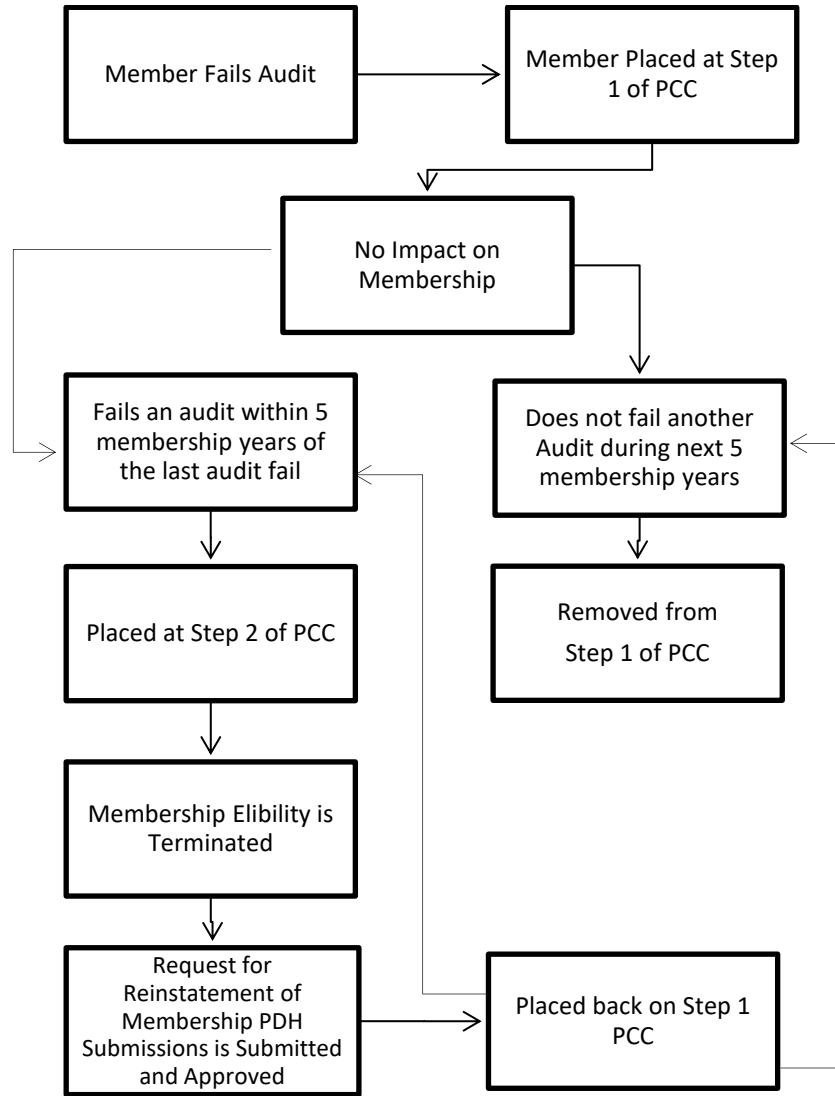 Member Fails Audit
Member Placed at Step
1 of PCC
No Impact on
Membership
Fails an audit within 5
membership years of
the last audit fail
Does not fail another
Audit during next 5
membership years
Placed at Step 2 of PCC
Removed from
Step 1 of PCC
Membership Elibility is
Terminated
Request for
Reinstatement of
Membership PDH
Submissions is Submitted
and Approved
Placed back on Step 1
PCC